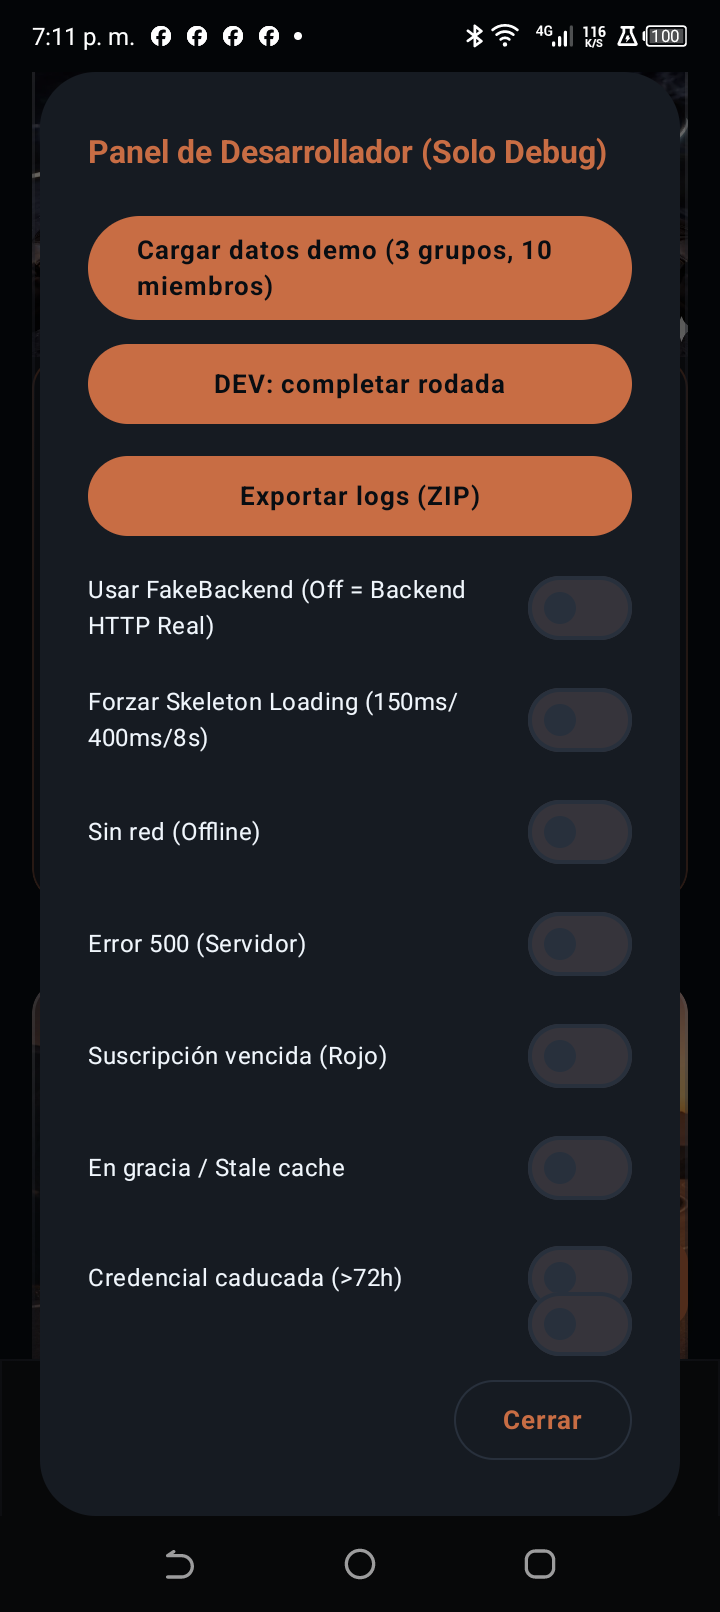 7:11 p. m.
4G
116
K/S
100
Panel de Desarrollador (Solo Debug)
Cargar datos demo (3 grupos, 10
miembros)
DEV: completar rodada
Exportar logs (ZIP)
Usar FakeBackend (Off = Backend
HTTP Real)
Forzar Skeleton Loading (150ms/
400ms/8s)
Sin red (Offline)
Error 500 (Servidor)
Suscripción vencida (Rojo)
En gracia / Stale cache
Credencial caducada (>72h)
Cerrar